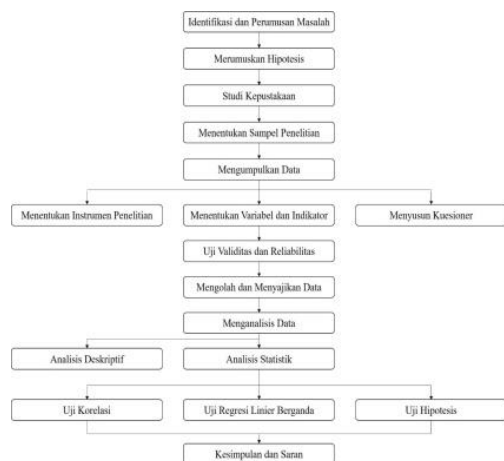 Identifikasi dan Perumusan Masalah
Merumuskan Hipotesis
Studi Kepustakaan
Menentukan Sampel Penelitian
Mengumpulkan Data
Menentukan Instrumen Penelitian
Menentukan Variabel dan Indikator
Menyusun Kuesioner
Uji Validitas dan Reliabilitas
Mengolah dan Menyajikan Data
Menganalisis Data
Analisis Deskriptif
Analisis Statistik
Uji Korelasi
Uji Regresi Linier Berganda
Uji Hipotesis
Kesimpulan dan Saran